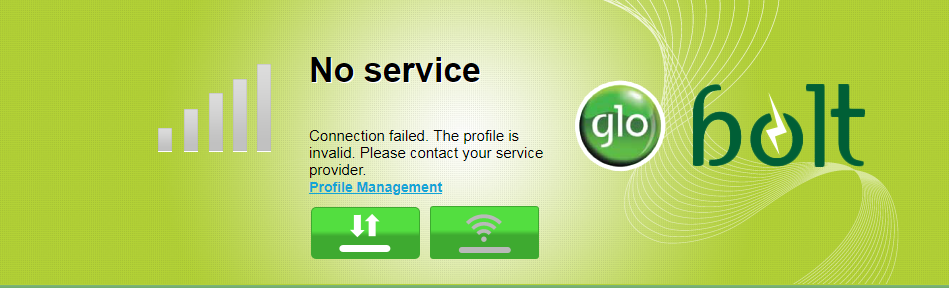 No service
Connection failed. The profile is
invalid. Please contact your service
provider.
Profile Management
glo
bolt